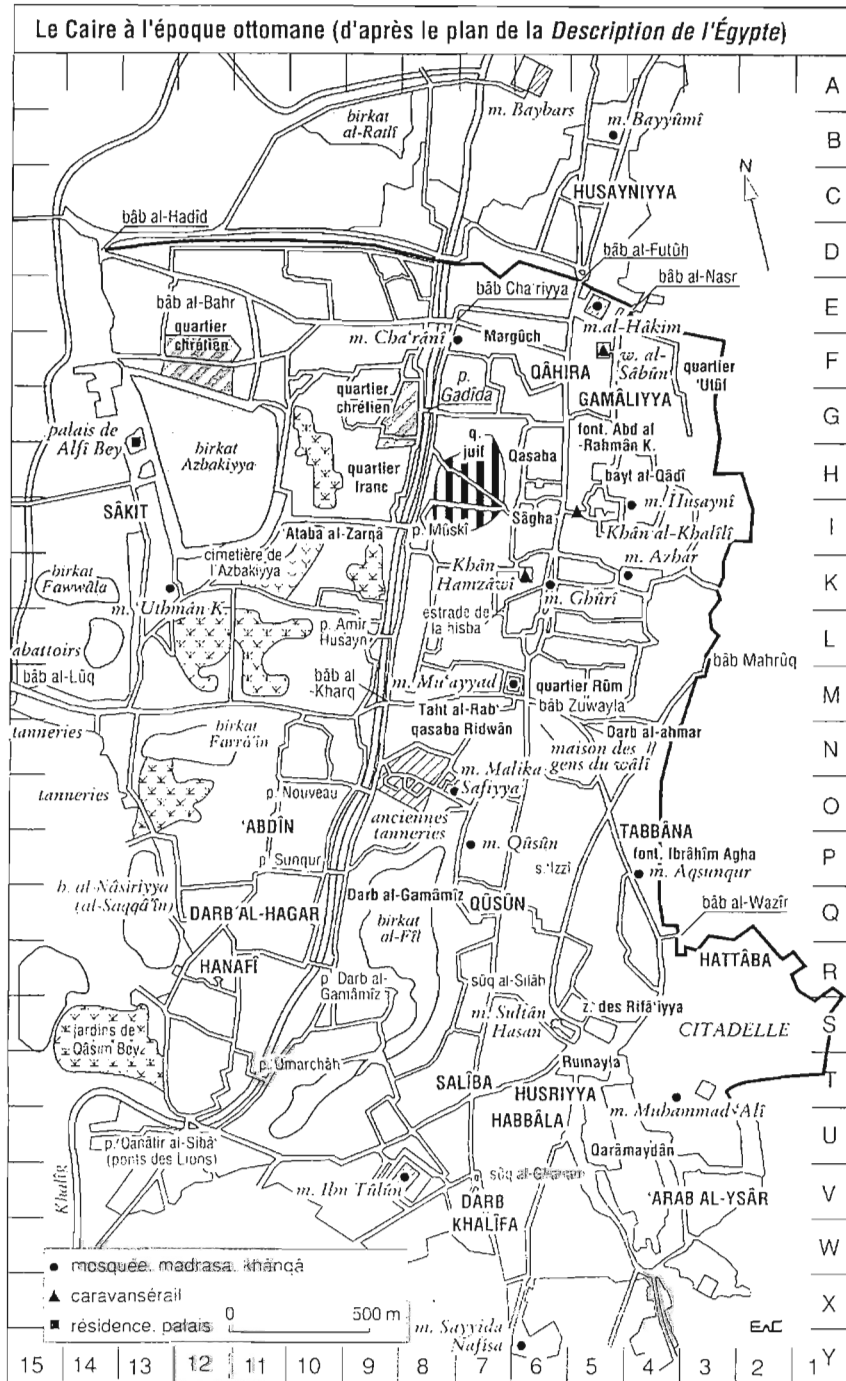 Le Caire à l'époque ottomane (d'après le plan de la Description de l'Égypte)
A
B
C
D
E
F
G
H
I
K
L
M
N
O
P
Q
R
S
T
U
V
W
X
Y
m. Baybars
birkat
al-Ratlî
m. Bayyûmî
N
HUSAYNIYYA
bâb al-Hadîd
bâb al-Futûh
bâb al-Nasr
bâb al-Bahr
bâb Cha'riyya
quartier
chrétien
m. Cha'rânî
Margûch
m. al-Hâkim
w. al-
Sâbûn
QÂHIRA
quartier
'Utûf
p.
Gadîda
GAMÂLIYYA
quartier
chrétien
palais de
Alfî Bey
birkat
Azbakiyya
q.
juif
font. Abd al
-Rahmân K.
Qasaba
quartier
franc
bayt al-Qâdî
m. Husaynî
SÂKIT
Sâgha
'Ataba al-Zarqâ
p. Mûskî
Khân al-Khalîlî
cimetière de
l'Azbakiyya
Khân
Hamzâwî
m. Azhar
birkat
Fawwâla
m. 'Uthmân K.
m. Ghûrî
estrade de
la hisba
p. Amir
Husayn
abattoirs
bâb al-Lûq
bâb al
-Kharq
m. Mu'ayyad
bâb Mahrûq
quartier Rûm
bâb Zuwayla
Taht al-Rab'
qasaba Ridwân
tanneries
birkat
Farrâ'în
Darb al-ahmar
maison des
gens du wâlî
m. Malika
Safiyya
tanneries
p. Nouveau
anciennes
tanneries
'ABDÎN
TABBÂNA
font. Ibrâhîm Agha
m. Qûsûn
s. 'Izzî
p. Sunqur
m. Aqsunqur
b. al-Nâsiriyya
(al-Saqqâ'în)
Darb al-Gamâmîz
QÛSÛN
bâb al-Wazîr
DARB AL-HAGAR
birkat
al-Fîl
HANAFÎ
HATTÂBA
p. Darb al-
Gamâmîz
sûq al-Silâh
m. Sultân
Hasan
z. des Rifâ'iyya
CITADELLE
jardins de
Qâsim Bey
p. Omarchâh
Rumayla
SALÎBA
HUSRIYYA
HABBÂLA
m. Muhammad 'Alî
p. Qanâtir al-Sibâ'
(ponts des Lions)
Qarâmaydân
Khalîg
m. Ibn Tûlûn
DARB
KHALÎFA
'ARAB AL-YSÂR
mosquée. madrasa. khânqâ
caravansérail
résidence. palais
0 500 m
m. Sayyida
Nafîsa
15 14 13 12 11 10 9 8 7 6 5 4 3 2 1